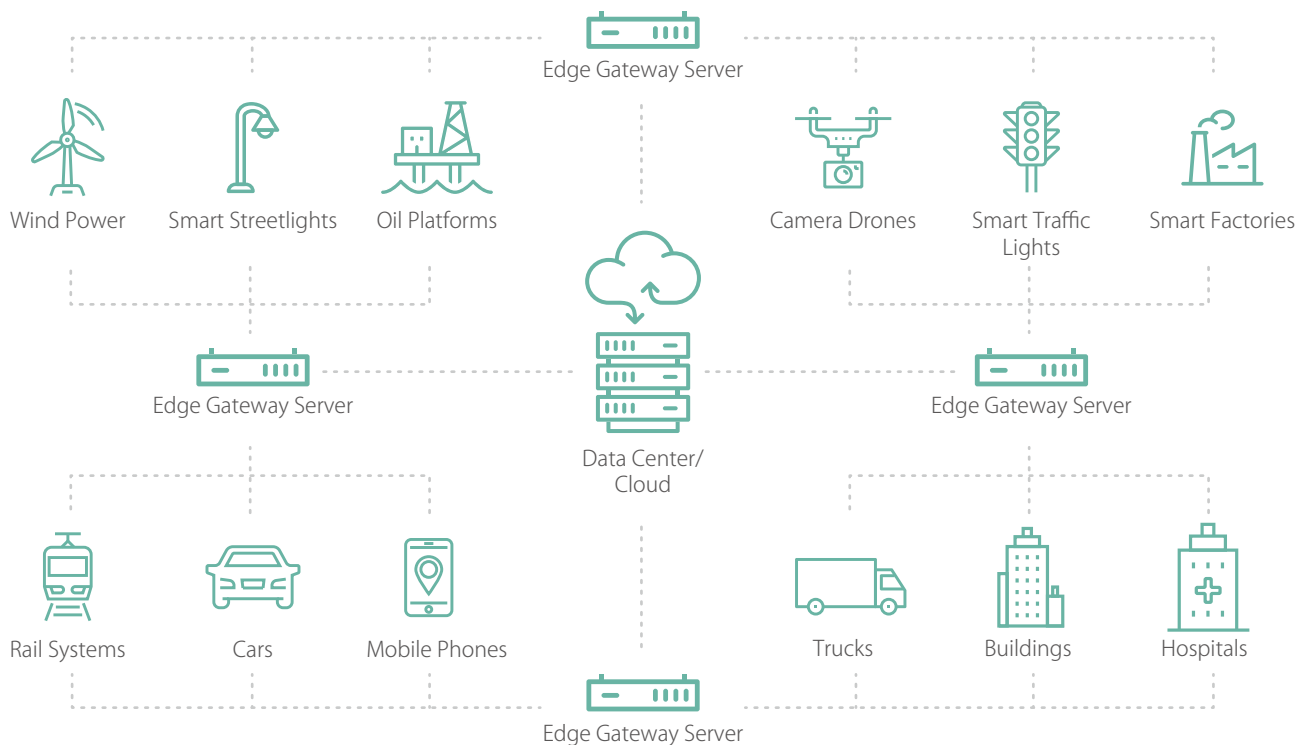 Edge Gateway Server
Wind Power
Smart Streetlights
Oil Platforms
Camera Drones
Smart Traffic
Lights
Smart Factories
Edge Gateway Server
Edge Gateway Server
Data Center/
Cloud
Rail Systems
Cars
Mobile Phones
Trucks
Buildings
Hospitals
Edge Gateway Server